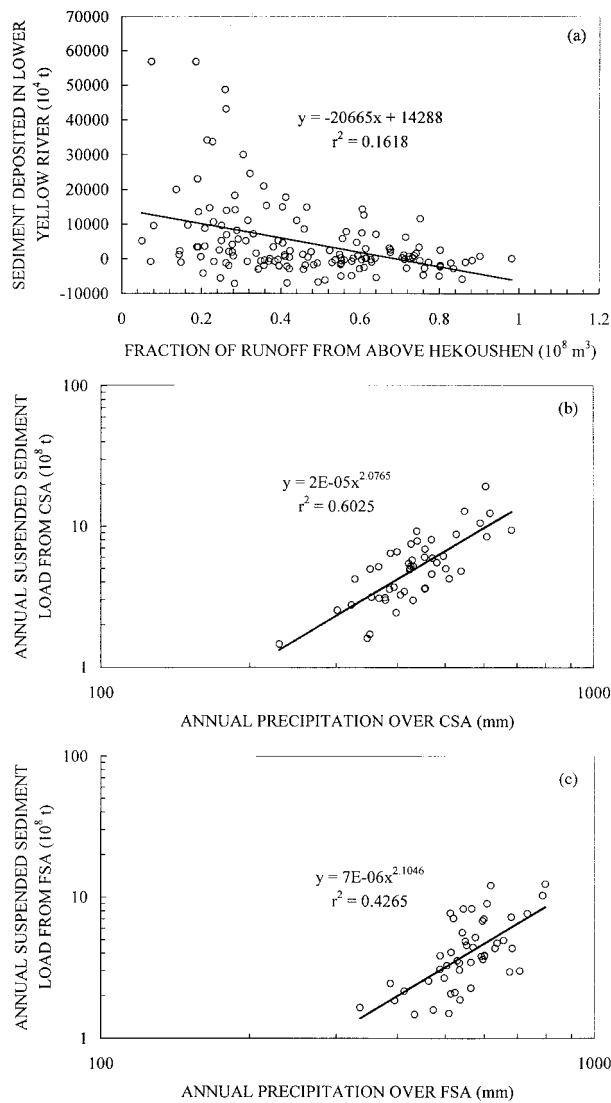 (a)
SEDIMENT DEPOSITED IN LOWER
YELLOW RIVER (10⁴ t)
70000
60000
50000
40000
30000
20000
10000
0
-10000
y = -20665x + 14288
r² = 0.1618
0
0.2
0.4
0.6
0.8
1
1.2
FRACTION OF RUNOFF FROM ABOVE HEKOUSHEN (10⁸ m³)
(b)
ANNUAL SUSPENDED SEDIMENT
LOAD FROM CSA (10⁸ t)
100
10
1
y = 2E-05x²·⁰⁷⁶⁵
r² = 0.6025
100
1000
ANNUAL PRECIPITATION OVER CSA (mm)
(c)
ANNUAL SUSPENDED SEDIMENT
LOAD FROM FSA (10⁸ t)
100
10
1
y = 7E-06x²·¹⁰⁴⁶
r² = 0.4265
100
1000
ANNUAL PRECIPITATION OVER FSA (mm)